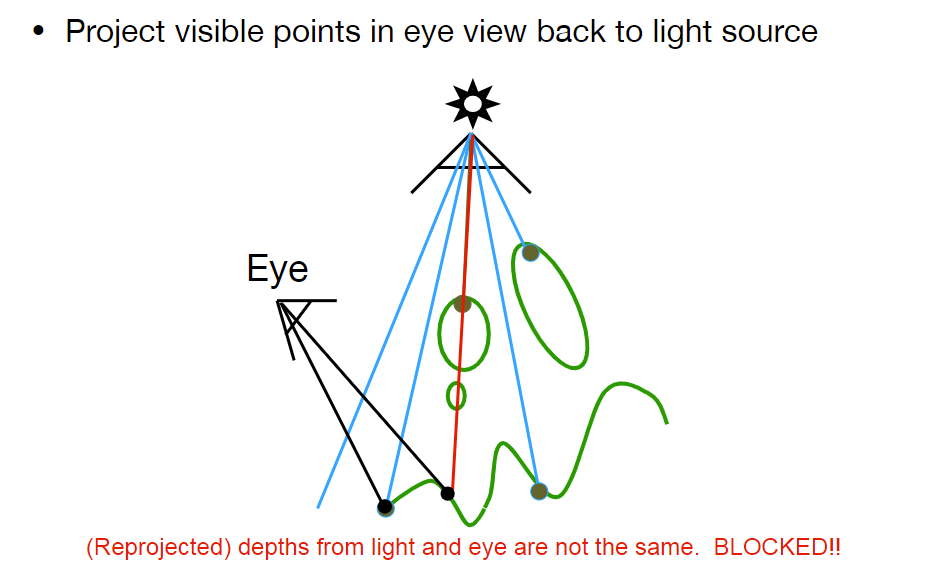 • Project visible points in eye view back to light source
Eye
(Reprojected) depths from light and eye are not the same.  BLOCKED!!